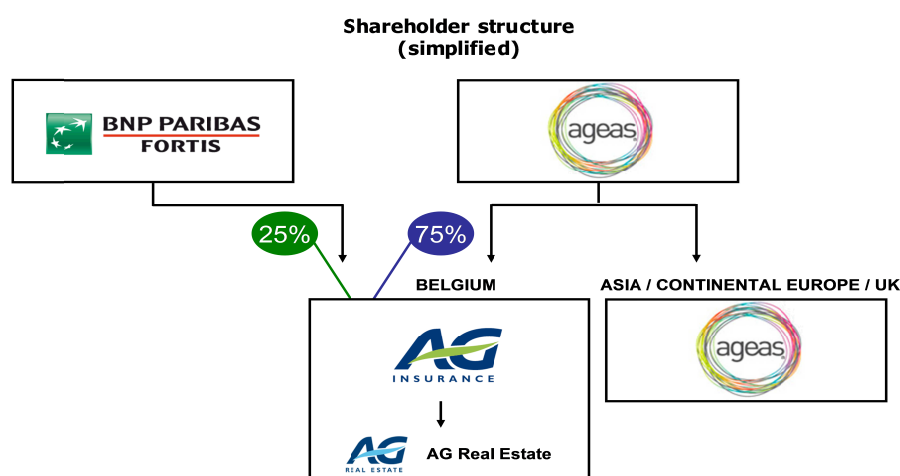 Shareholder structure
(simplified)
BNP PARIBAS
FORTIS
ageas
25%
75%
BELGIUM
ASIA / CONTINENTAL EUROPE / UK
AG
INSURANCE
ageas
AG
REAL ESTATE
AG Real Estate